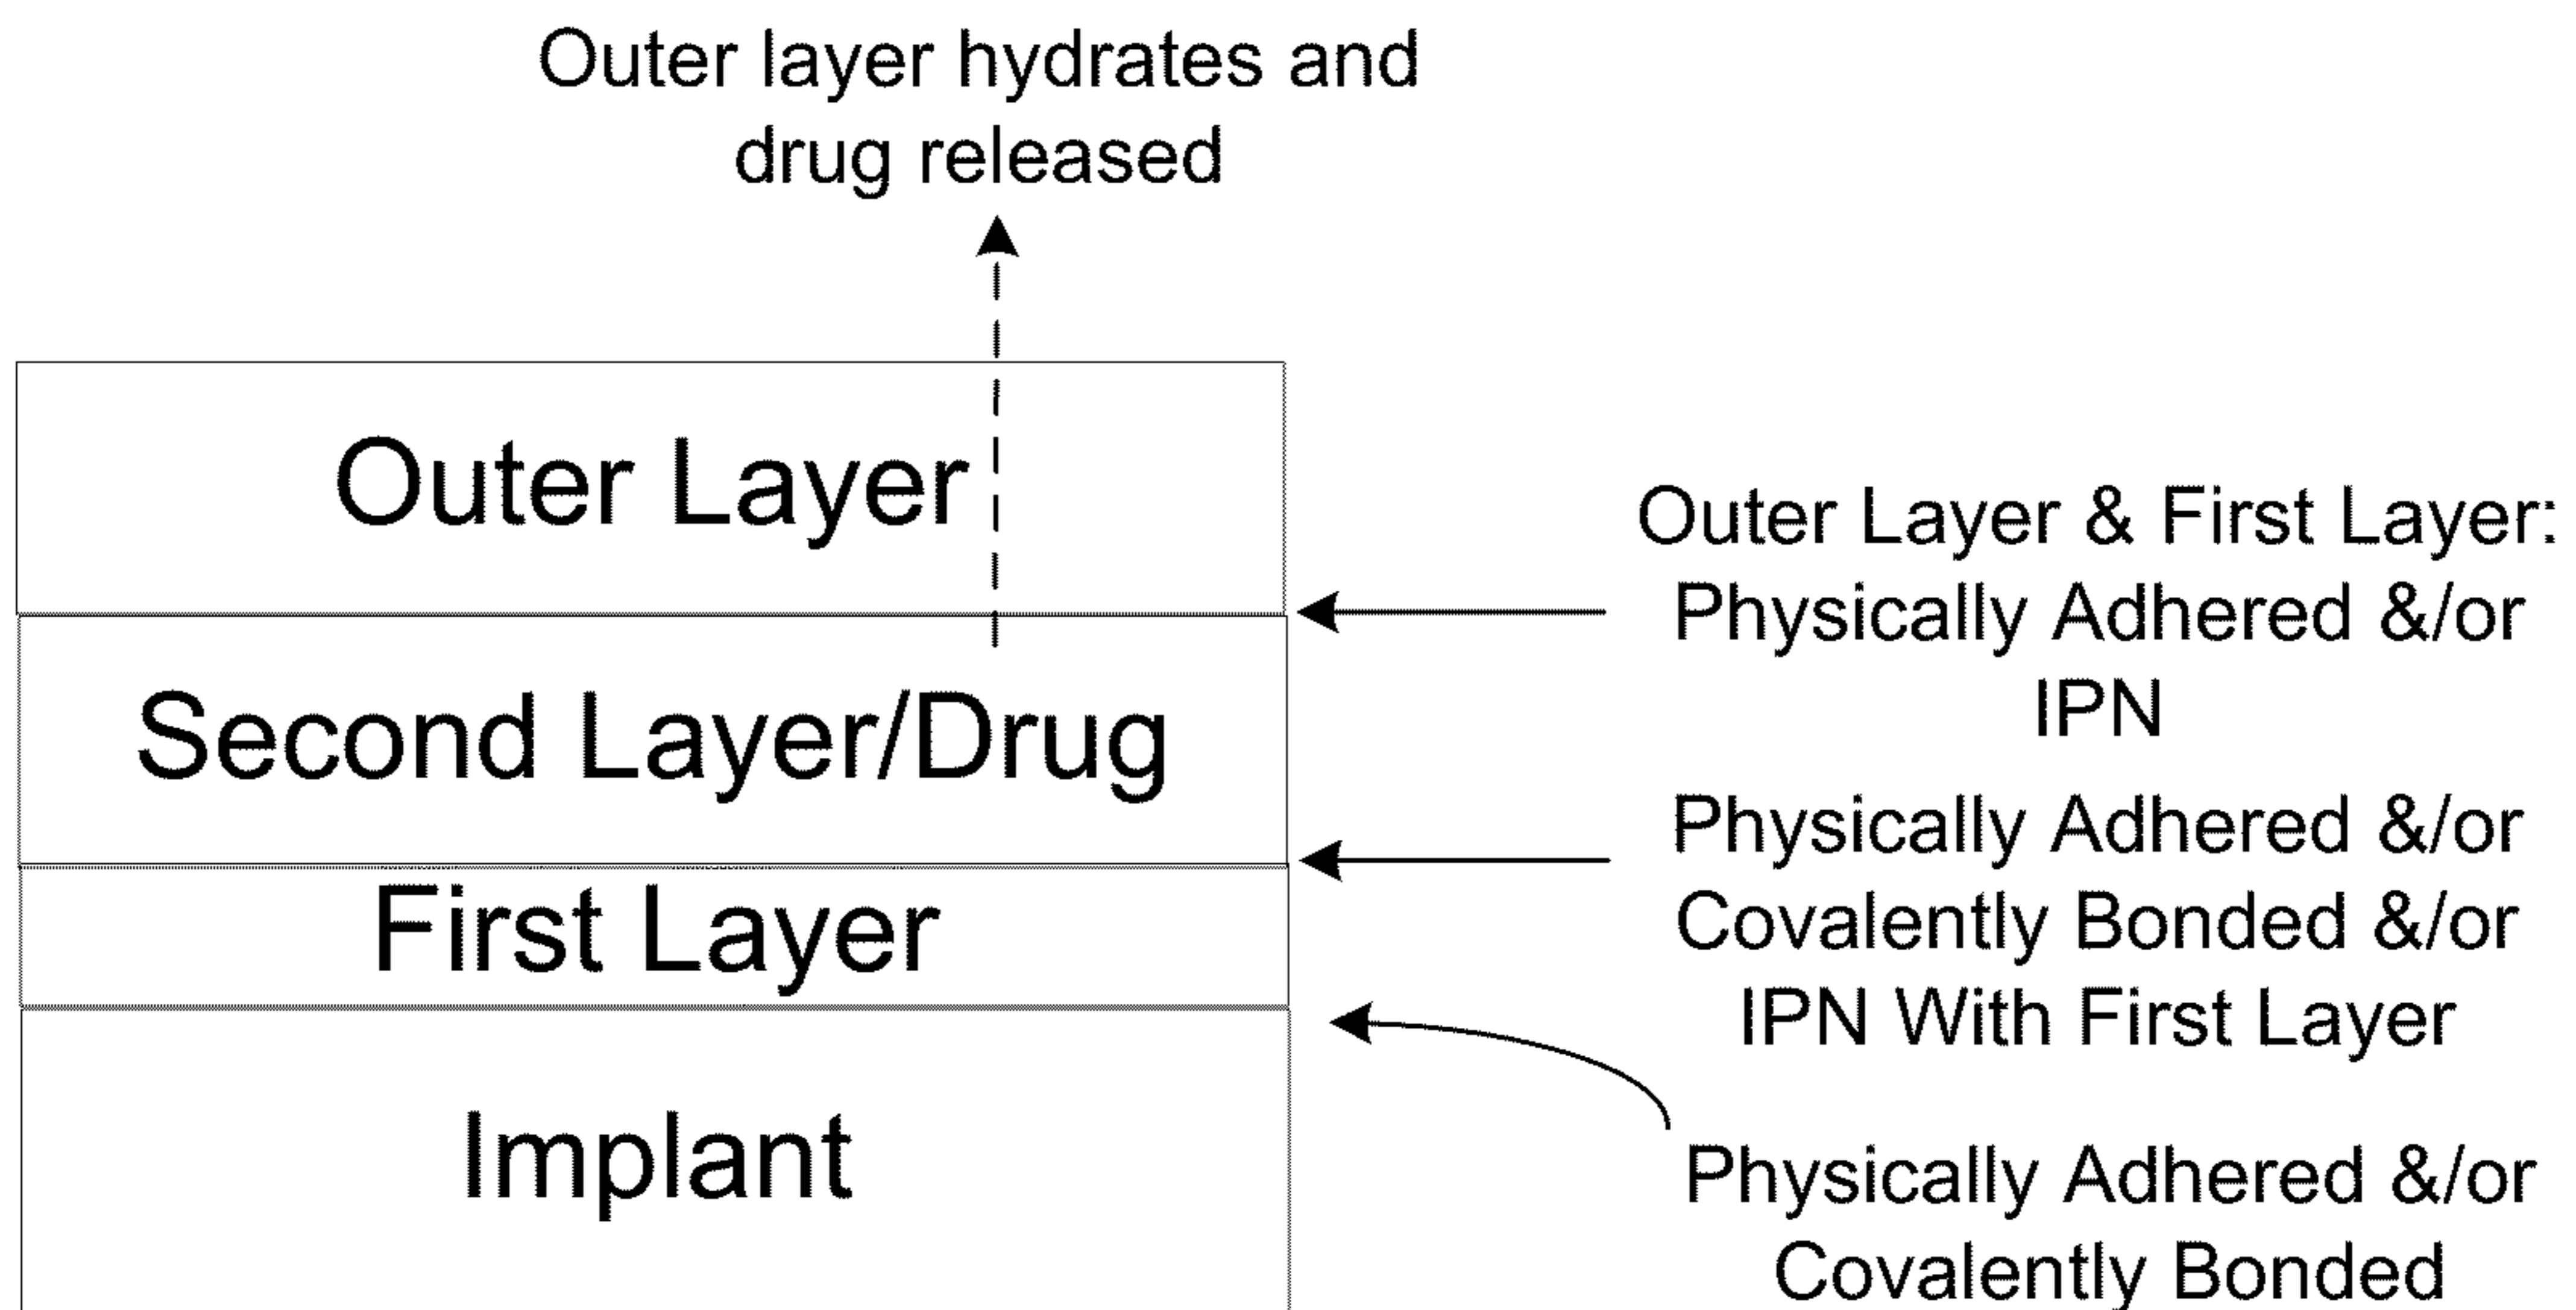 Outer layer hydrates and
drug released
Outer Layer
Second Layer/Drug
First Layer
Implant
Outer Layer & First Layer:
Physically Adhered &/or
IPN
Physically Adhered &/or
Covalently Bonded &/or
IPN With First Layer
Physically Adhered &/or
Covalently Bonded